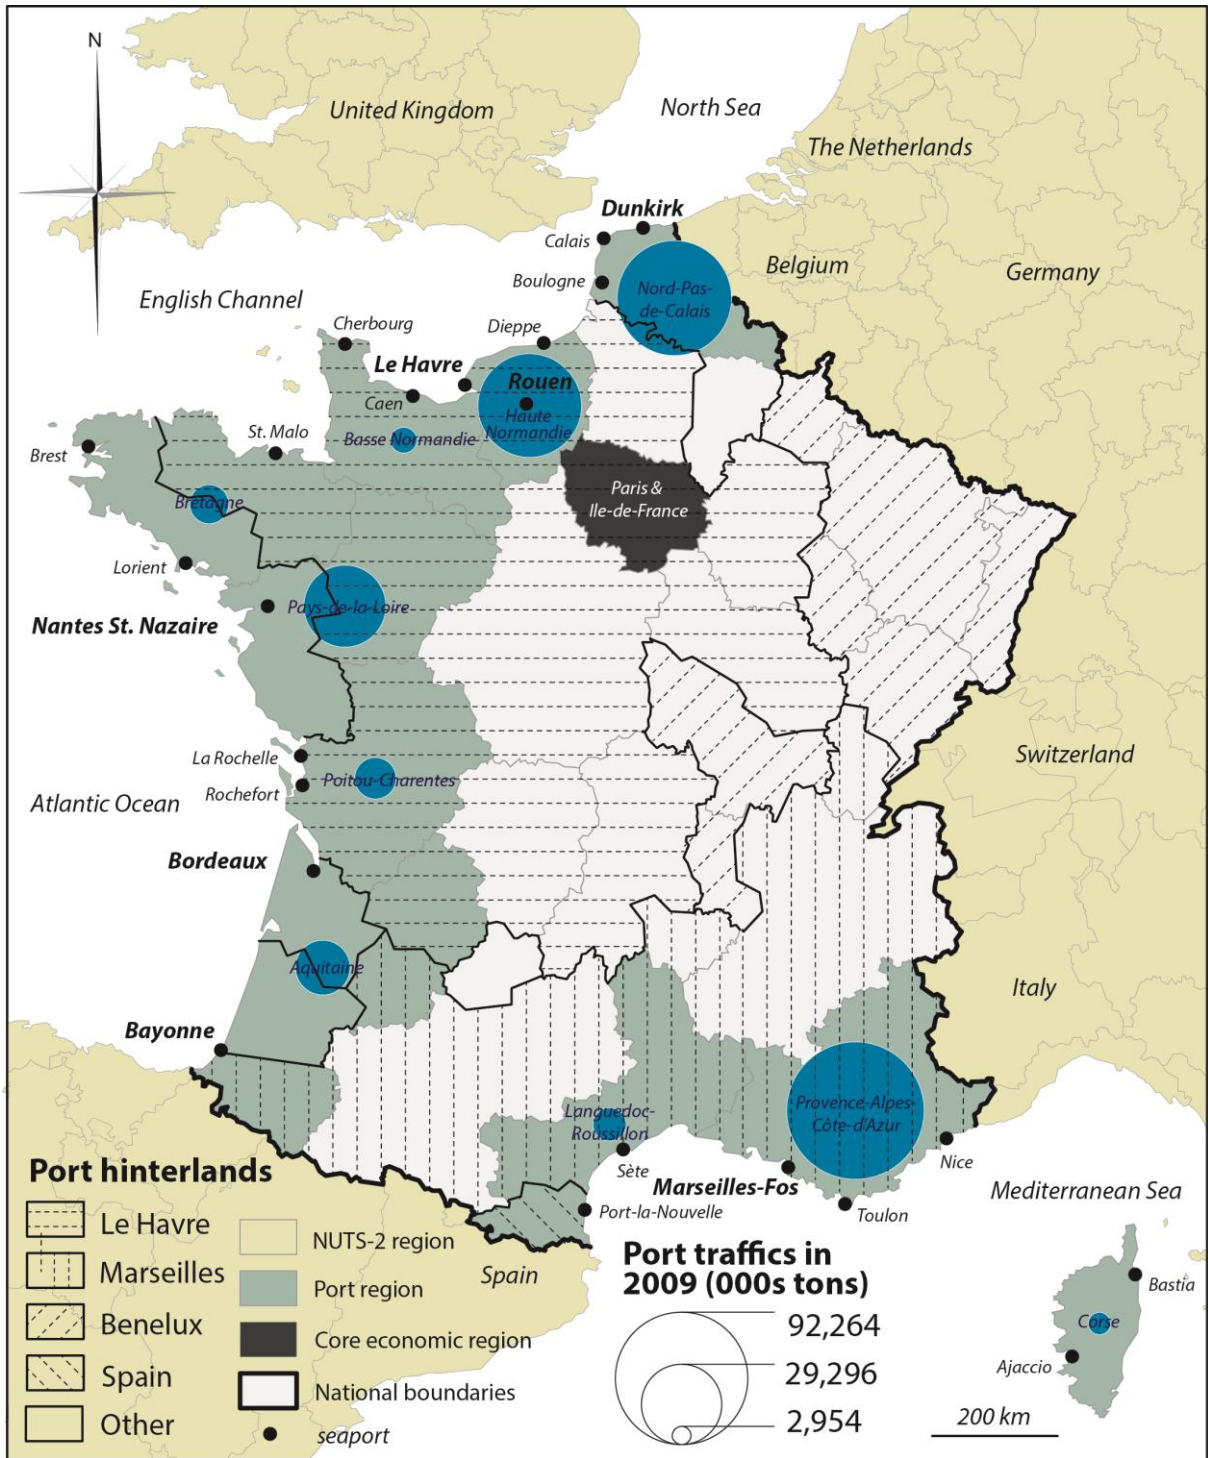 N
United Kingdom
North Sea
The Netherlands
Dunkirk
Calais
Belgium
Germany
Boulogne
Nord-Pas-
de-Calais
English Channel
Cherbourg
Dieppe
Le Havre
Rouen
Caen
Haute
Normandie
Basse Normandie
St. Malo
Brest
Paris &
Ile-de-France
Bretagne
Lorient
Pays-de-la-Loire
Nantes St. Nazaire
La Rochelle
Switzerland
Poitou-Charentes
Rochefort
Atlantic Ocean
Bordeaux
Aquitaine
Italy
Bayonne
Languedoc-
Roussillon
Provence-Alpes-
Côte-d'Azur
Nice
Sète
Marseilles-Fos
Mediterranean Sea
Port-la-Nouvelle
Toulon
Spain
Bastia
Corse
Ajaccio
Port hinterlands
Le Havre
Marseilles
Benelux
Spain
Other
NUTS-2 region
Port region
Core economic region
National boundaries
seaport
Port traffics in
2009 (000s tons)
92,264
29,296
2,954
200 km